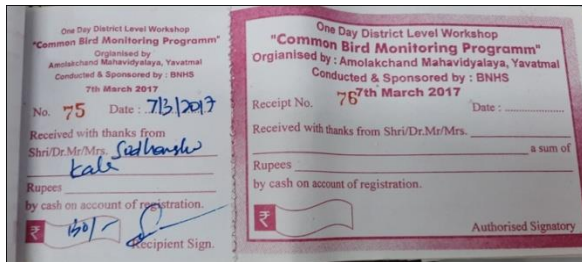 One Day District Level Workshop
"Common Bird Monitoring Programm"
Orgianised by :
Amolakchand Mahavidyalaya, Yavatmal
Conducted & Sponsored by : BNHS
7th March 2017
No. 75 Date : 7/3/2017
Received with thanks from
Shri/Dr.Mr/Mrs. Sudhanshu
Kale
Rupees
by cash on account of registration.
₹ 150/-
Recipient Sign.
One Day District Level Workshop
"Common Bird Monitoring Programm"
Orgianised by : Amolakchand Mahavidyalaya, Yavatmal
Conducted & Sponsored by : BNHS
7th March 2017
Receipt No. 76 Date :
Received with thanks from Shri/Dr.Mr/Mrs.
a sum of
Rupees
by cash on account of registration.
₹
Authorised Signatory